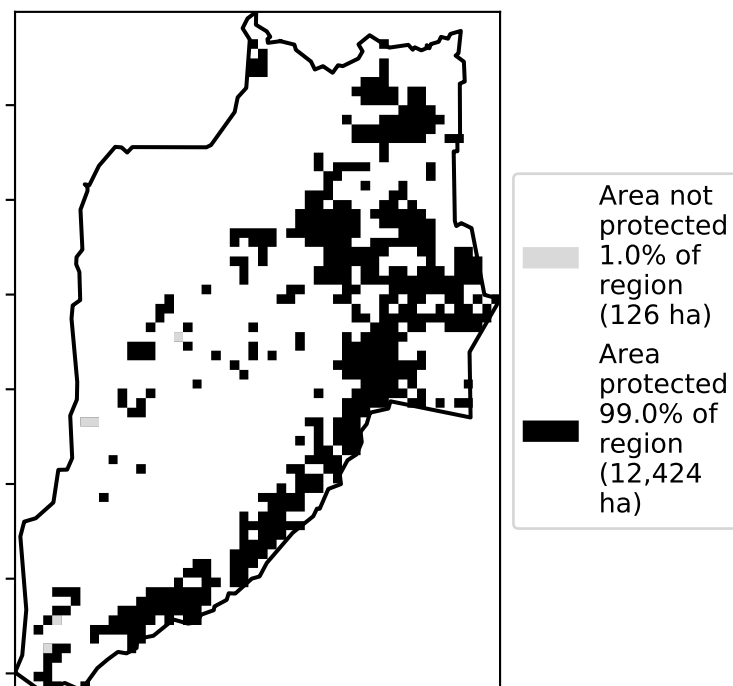 Area not
protected
1.0% of
region
(126 ha)
Area
protected
99.0% of
region
(12,424
ha)